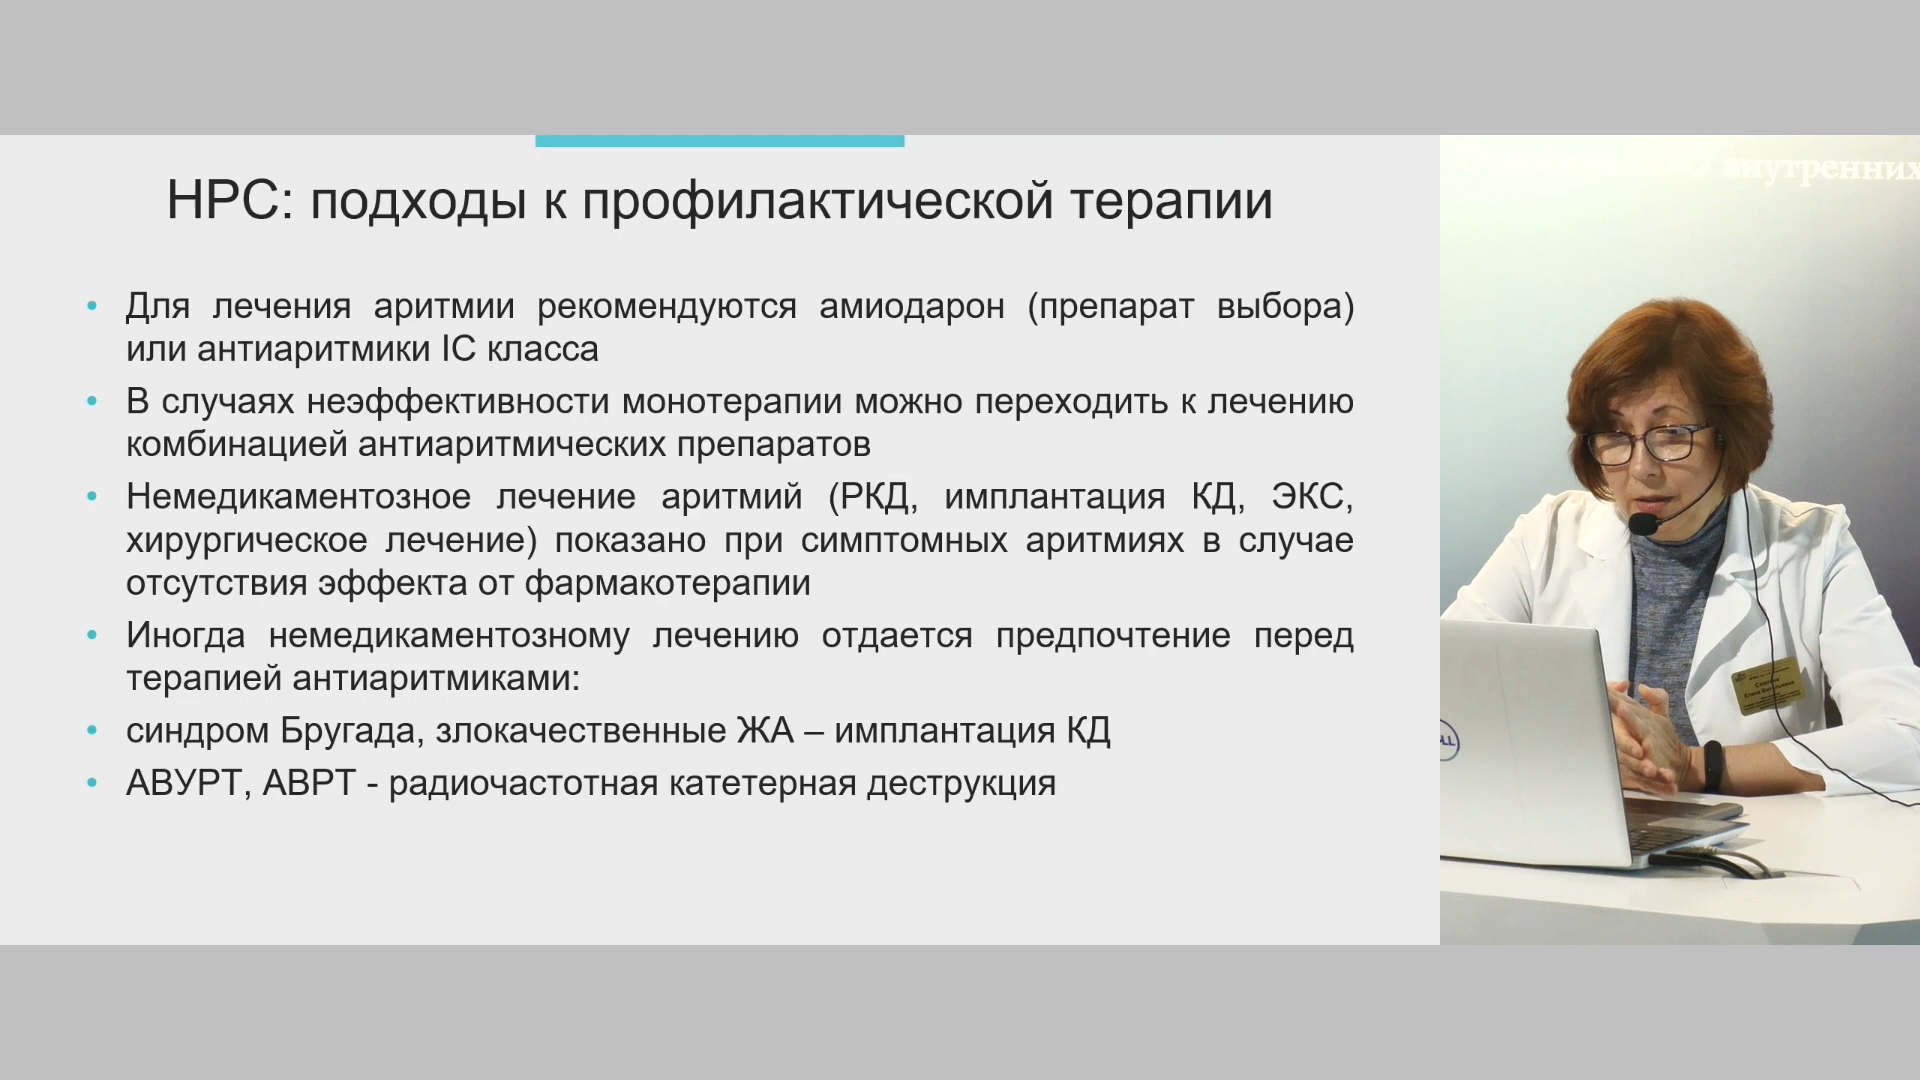 НРС: подходы к профилактической терапии
• Для лечения аритмии рекомендуются амиодарон (препарат выбора)
или антиаритмики IC класса
• В случаях неэффективности монотерапии можно переходить к лечению
комбинацией антиаритмических препаратов
• Немедикаментозное лечение аритмий (РКД, имплантация КД, ЭКС,
хирургическое лечение) показано при симптомных аритмиях в случае
отсутствия эффекта от фармакотерапии
• Иногда немедикаментозному лечению отдается предпочтение перед
терапией антиаритмиками:
• синдром Бругада, злокачественные ЖА – имплантация КД
• АВУРТ, АВРТ - радиочастотная катетерная деструкция
внутренних